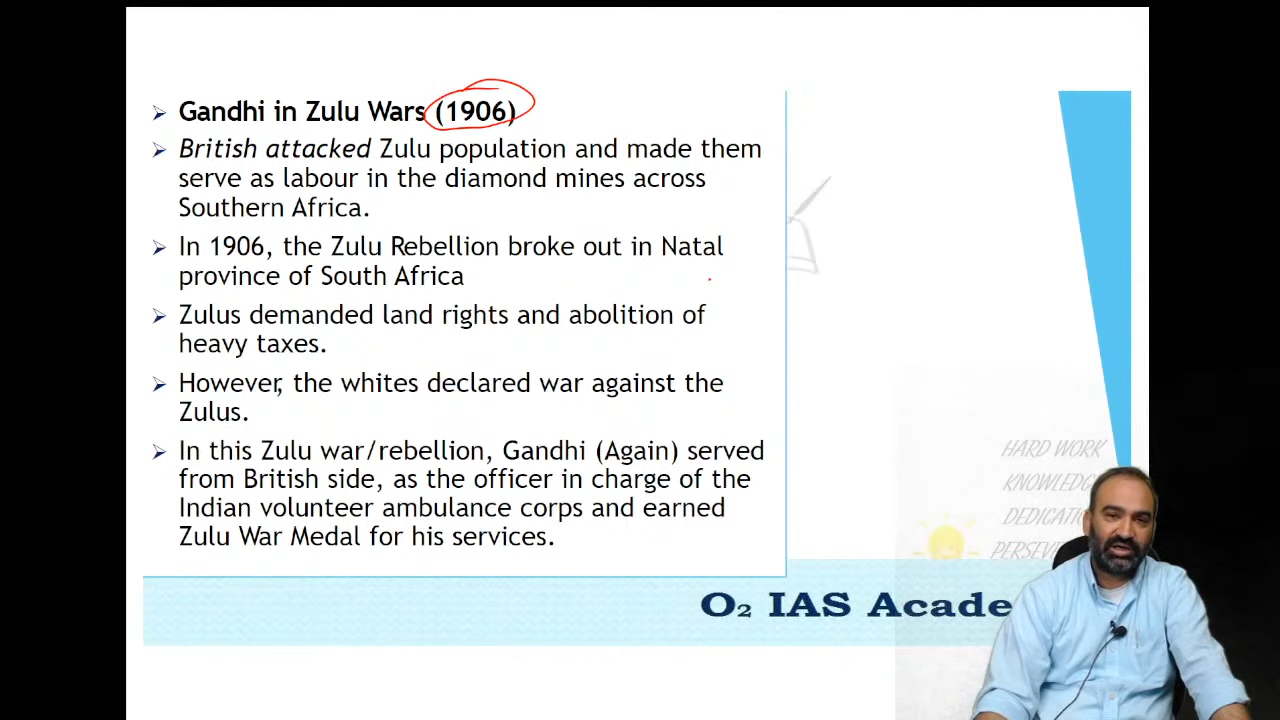 Gandhi in Zulu Wars (1906)
British attacked Zulu population and made them
serve as labour in the diamond mines across
Southern Africa.
In 1906, the Zulu Rebellion broke out in Natal
province of South Africa
Zulus demanded land rights and abolition of
heavy taxes.
However, the whites declared war against the
Zulus.
In this Zulu war/rebellion, Gandhi (Again) served
from British side, as the officer in charge of the
Indian volunteer ambulance corps and earned
Zulu War Medal for his services.
HARD WORK
KNOWLEDG
DEDICATIO
PERSEVE
O₂ IAS Acade